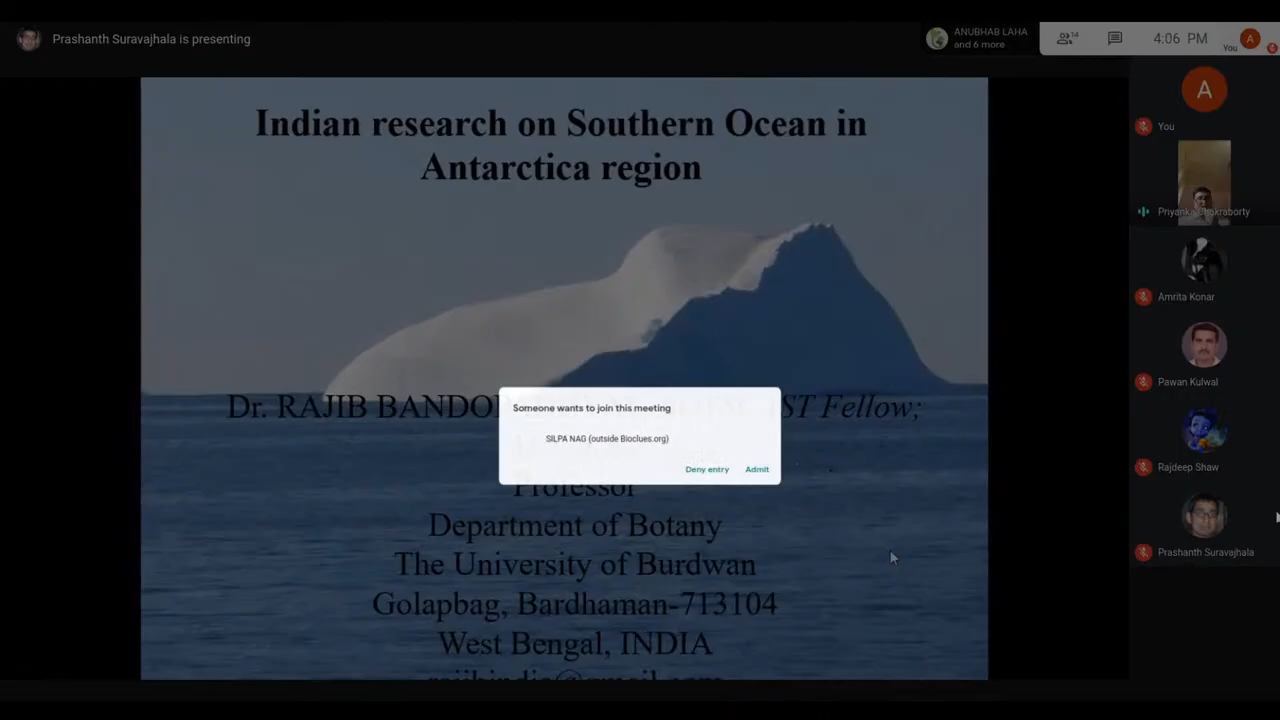 Prashanth Suravajhala is presenting
ANUBHAB LAHA
and 6 more
14
4:06 PM
You
A
A
You
Priyanka Chakraborty
Amrita Konar
Pawan Kulwal
Rajdeep Shaw
Prashanth Suravajhala
Indian research on Southern Ocean in
Antarctica region
Dr. RAJIB Fellow;
Someone wants to join this meeting
SILPA NAG (outside Bioclues.org)
Deny entry Admit
Professor
Department of Botany
The University of Burdwan
Golapbag, Bardhaman-713104
West Bengal, INDIA